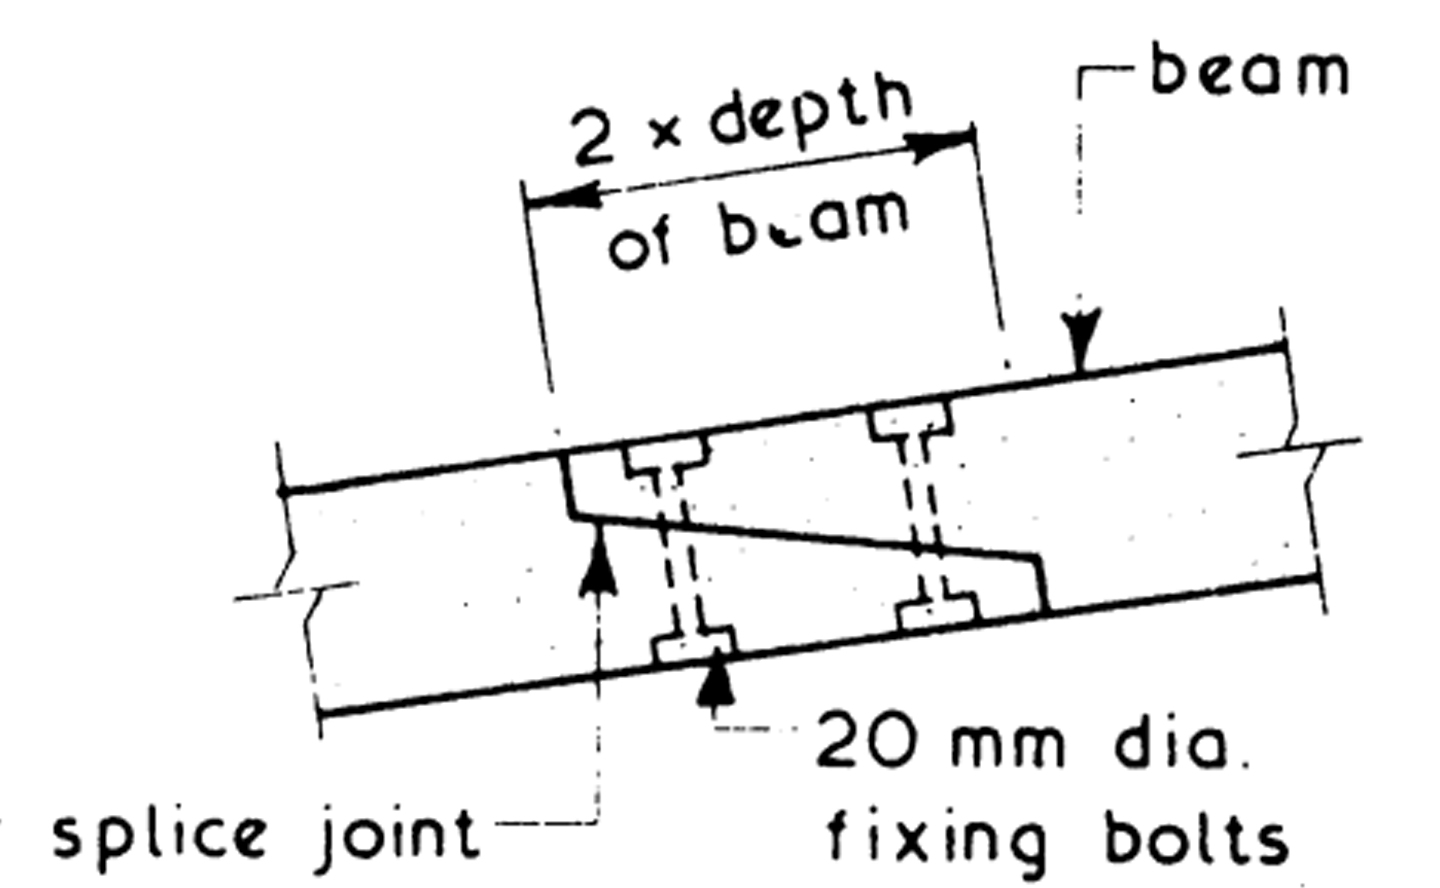 beam
2 x depth
of beam
20 mm dia.
fixing bolts
splice joint